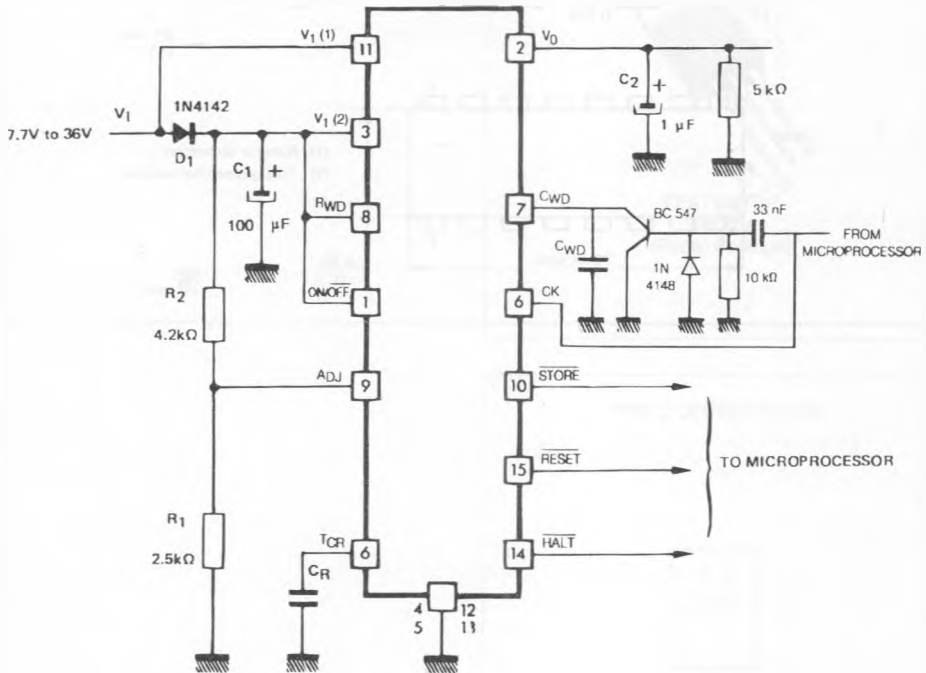 V1 (1)
11
2
VO
1N4142
VI
7.7V to 36V
D1
V1 (2)
3
C1
+
100 µF
C2
+
1 µF
5 kΩ
RWD
8
7
CWD
BC 547
33 nF
FROM
MICROPROCESSOR
CWD
1N
4148
10 kΩ
ON/OFF
1
6
CK
R2
4.2kΩ
ADJ
9
10
STORE
15
RESET
TO MICROPROCESSOR
R1
2.5kΩ
TCR
6
CR
14
HALT
4
5
12
13